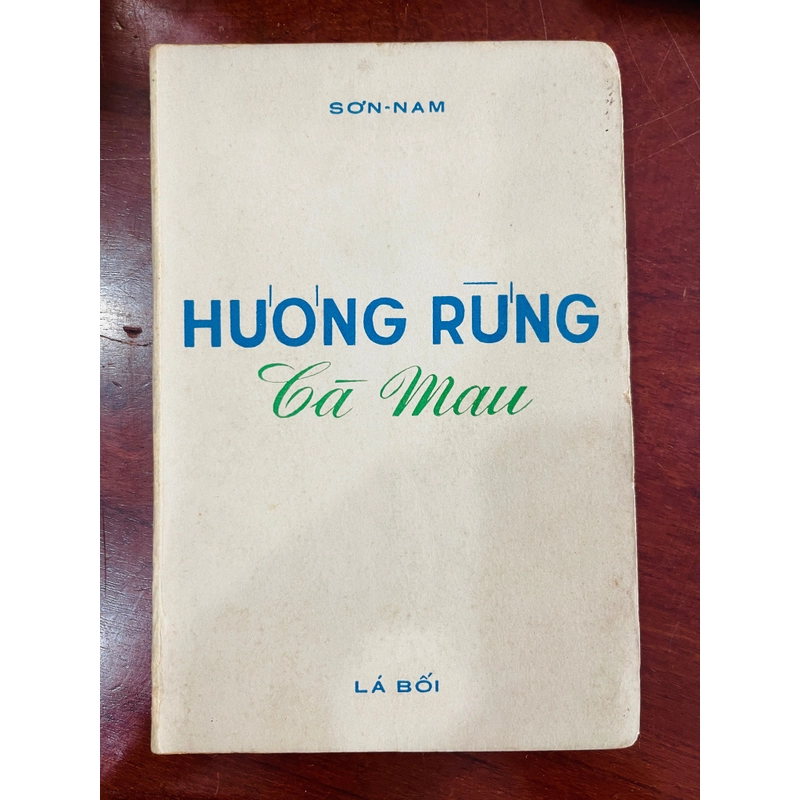 SƠN-NAM
HƯƠNG RỪNG
Cà Mau
LÁ BỐI